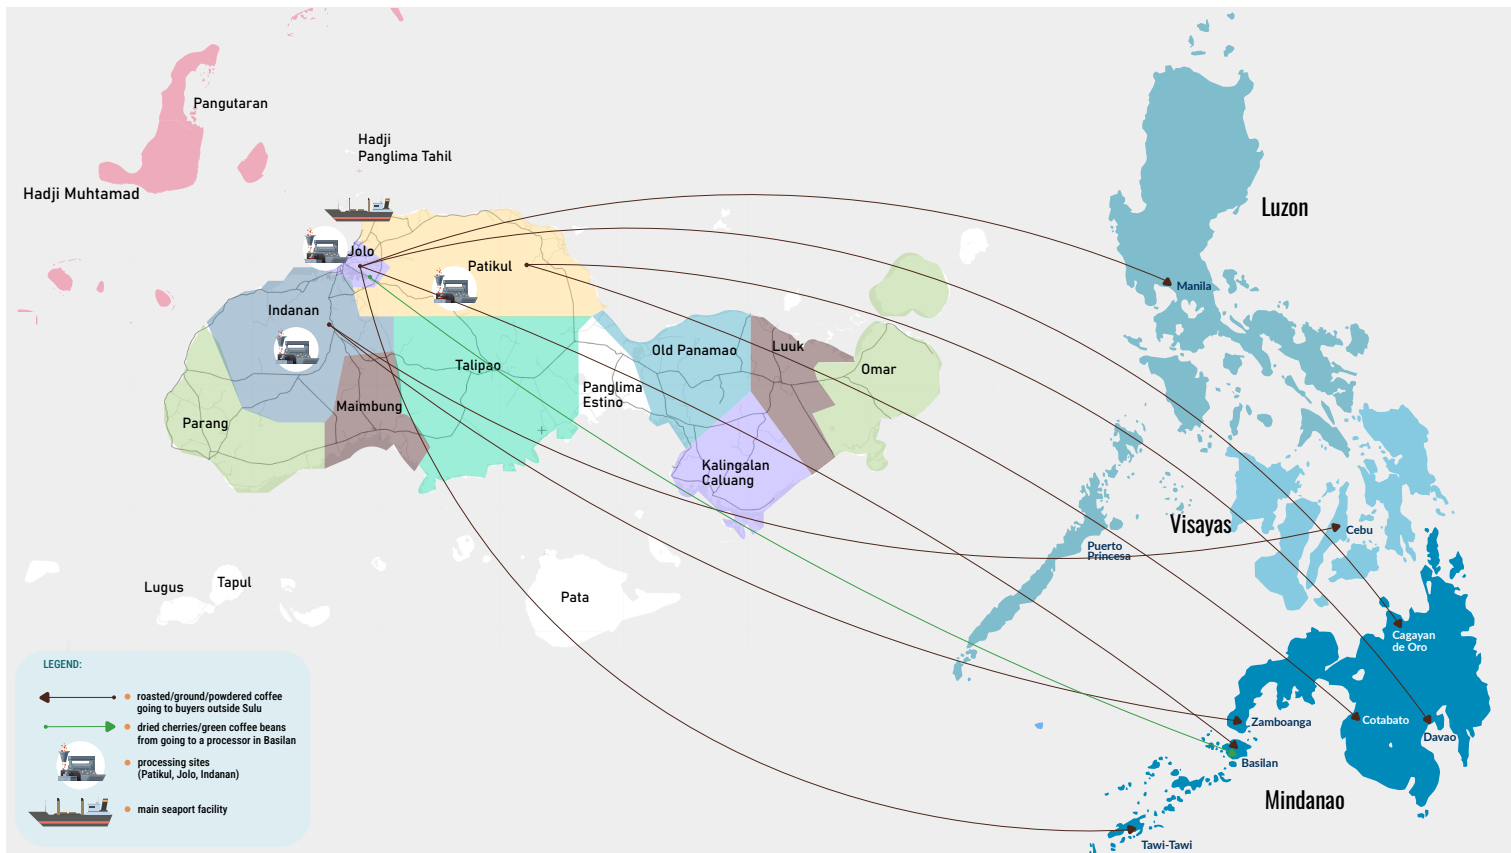 Pangutaran
Hadji
Panglima Tahil
Hadji Muhtamad
Luzon
Jolo
Patikul
Manila
Indanan
Old Panamao
Luuk
Talipao
Omar
Panglima
Estino
Maimbung
Parang
Kalingalan
Caluang
Visayas
Cebu
Puerto
Princesa
Lugus
Tapul
Pata
Cagayan
de Oro
Zamboanga
Cotabato
Davao
Basilan
Mindanao
Tawi-Tawi
LEGEND:
roasted/ground/powdered coffee
going to buyers outside Sulu
dried cherries/green coffee beans
from going to a processor in Basilan
processing sites
(Patikul, Jolo, Indanan)
main seaport facility